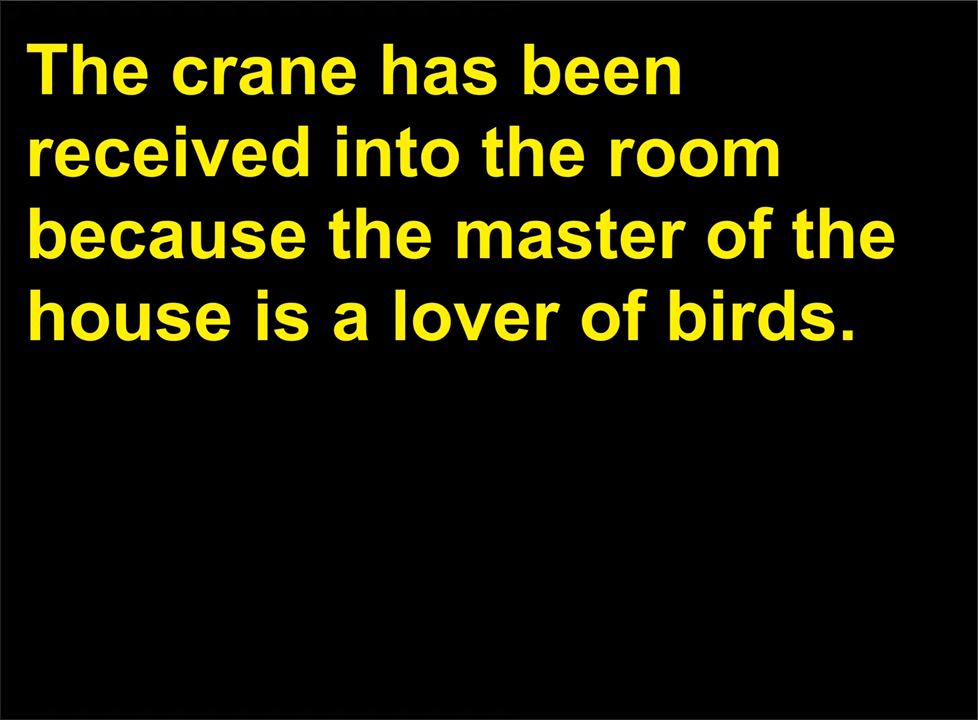 The crane has been
received into the room
because the master of the
house is a lover of birds.